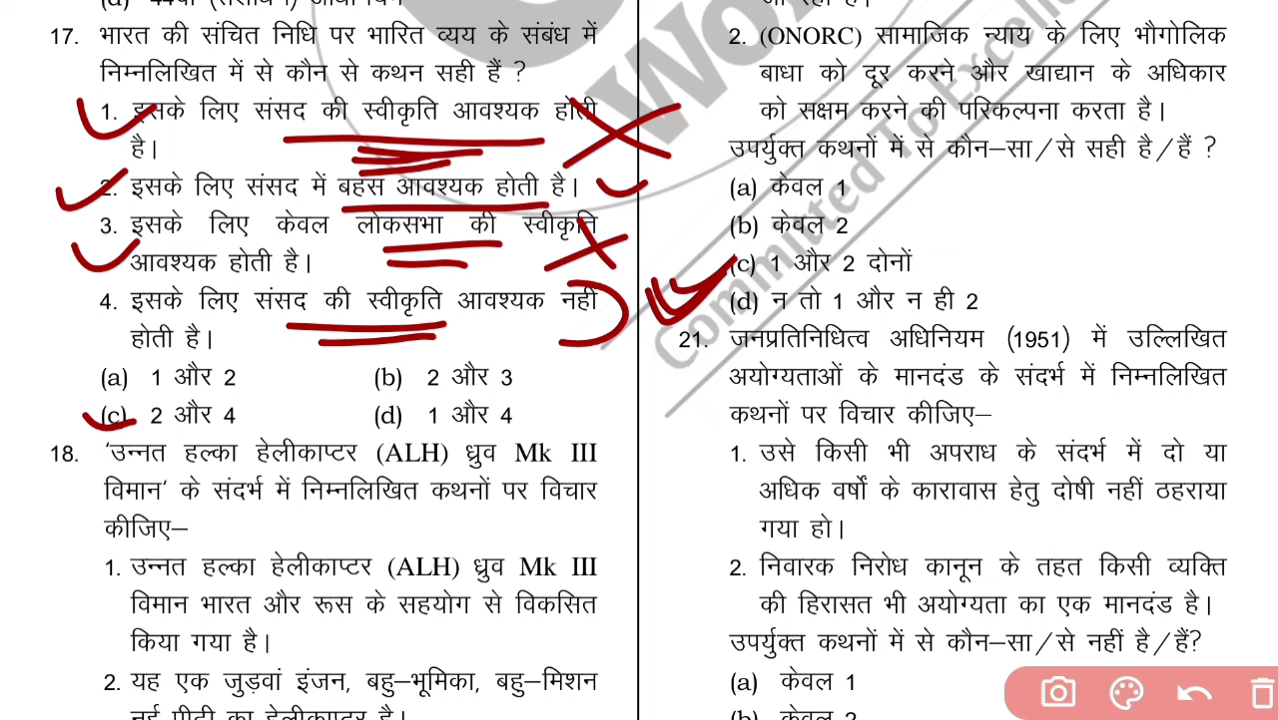 17. भारत की संचित निधि पर भारित व्यय के संबंध में
निम्नलिखित में से कौन से कथन सही हैं ?
1. इसके लिए संसद की स्वीकृति आवश्यक होती
है।
2. इसके लिए संसद में बहस आवश्यक होती है।
3. इसके लिए केवल लोकसभा की स्वीकृति
आवश्यक होती है।
4. इसके लिए संसद की स्वीकृति आवश्यक नहीं
होती है।
(a) 1 और 2 (b) 2 और 3
(c) 2 और 4 (d) 1 और 4
18. 'उन्नत हल्का हेलीकाप्टर (ALH) ध्रुव Mk III
विमान' के संदर्भ में निम्नलिखित कथनों पर विचार
कीजिए–
1. उन्नत हल्का हेलीकाप्टर (ALH) ध्रुव Mk III
विमान भारत और रूस के सहयोग से विकसित
किया गया है।
2. यह एक जुड़वां इंजन, बहु–भूमिका, बहु–मिशन
नई पीढ़ी का हेलीकाप्टर है।
2. (ONORC) सामाजिक न्याय के लिए भौगोलिक
बाधा को दूर करने और खाद्यान के अधिकार
को सक्षम करने की परिकल्पना करता है।
उपर्युक्त कथनों में से कौन–सा/से सही है/हैं ?
(a) केवल 1
(b) केवल 2
(c) 1 और 2 दोनों
(d) न तो 1 और न ही 2
21. जनप्रतिनिधित्व अधिनियम (1951) में उल्लिखित
अयोग्यताओं के मानदंड के संदर्भ में निम्नलिखित
कथनों पर विचार कीजिए–
1. उसे किसी भी अपराध के संदर्भ में दो या
अधिक वर्षों के कारावास हेतु दोषी नहीं ठहराया
गया हो।
2. निवारक निरोध कानून के तहत किसी व्यक्ति
की हिरासत भी अयोग्यता का एक मानदंड है।
उपर्युक्त कथनों में से कौन–सा/से नहीं है/हैं?
(a) केवल 1
(b) केवल 2
Committed To Excellence